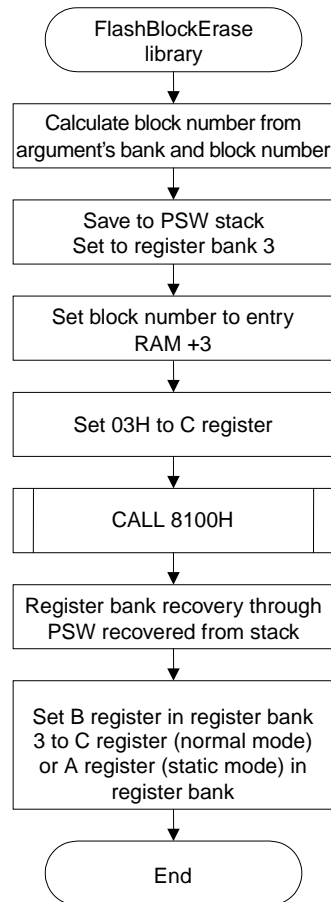 FlashBlockErase
library
Calculate block number from
argument's bank and block number
Save to PSW stack
Set to register bank 3
Set block number to entry
RAM +3
Set 03H to C register
CALL 8100H
Register bank recovery through
PSW recovered from stack
Set B register in register bank
3 to C register (normal mode)
or A register (static mode) in
register bank
End